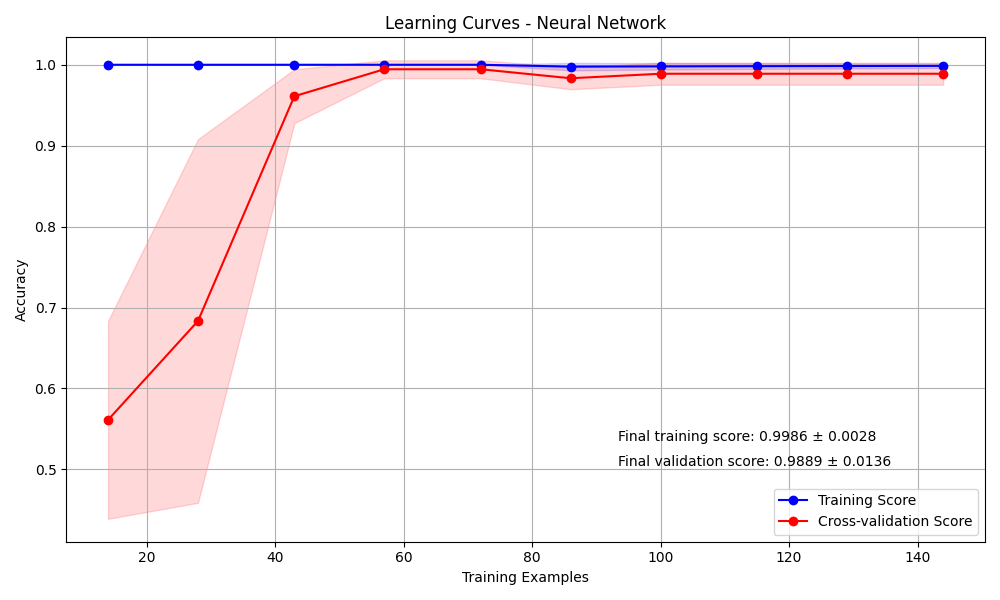 Learning Curves - Neural Network
Accuracy
1.0
0.9
0.8
0.7
0.6
0.5
Final training score: 0.9986 ± 0.0028
Final validation score: 0.9889 ± 0.0136
Training Score
Cross-validation Score
20 40 60 80 100 120 140
Training Examples